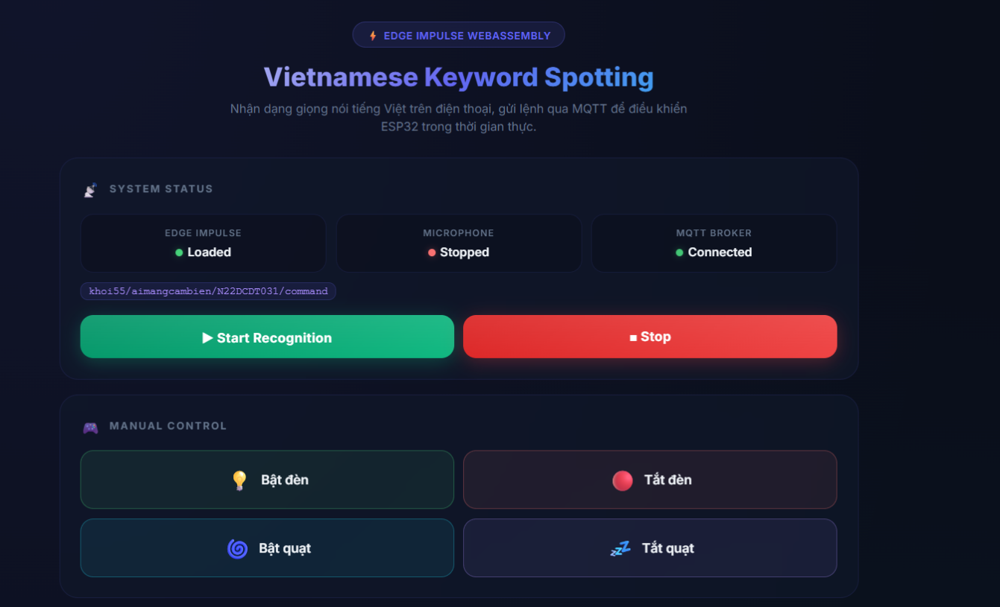 EDGE IMPULSE WEBASSEMBLY
Vietnamese Keyword Spotting
Nhận dạng giọng nói tiếng Việt trên điện thoại, gửi lệnh qua MQTT để điều khiển
ESP32 trong thời gian thực.
SYSTEM STATUS
EDGE IMPULSE
Loaded
MICROPHONE
Stopped
MQTT BROKER
Connected
khoi55/aimangcambien/N22DCDT031/command
Start Recognition
Stop
MANUAL CONTROL
Bật đèn
Tắt đèn
Bật quạt
Tắt quạt